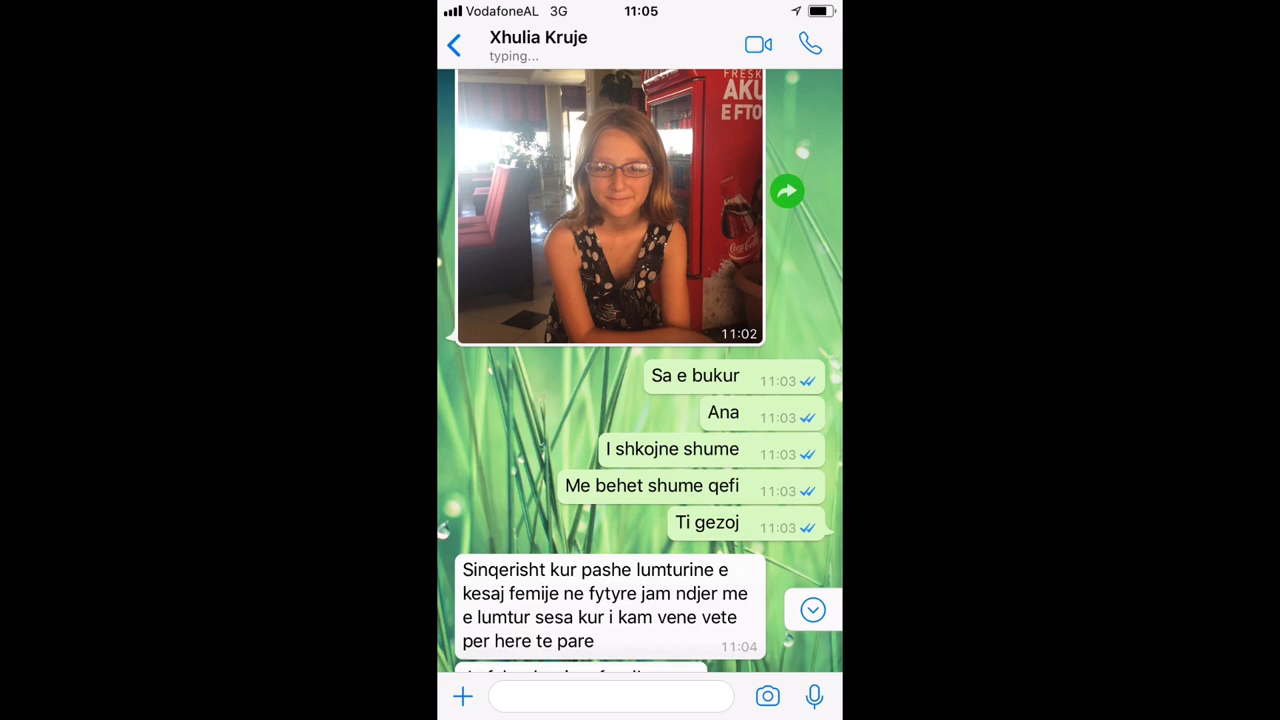 VodafoneAL 3G 11:05
Xhulia Kruje
typing...
FRESK
AKU
E FTO
Coca-Cola
11:02
Sa e bukur 11:03
Ana 11:03
I shkojne shume 11:03
Me behet shume qefi 11:03
Ti gezoj 11:03
Sinqerisht kur pashe lumturine e
kesaj femije ne fytyre jam ndjer me
e lumtur sesa kur i kam vene vete
per here te pare
11:04